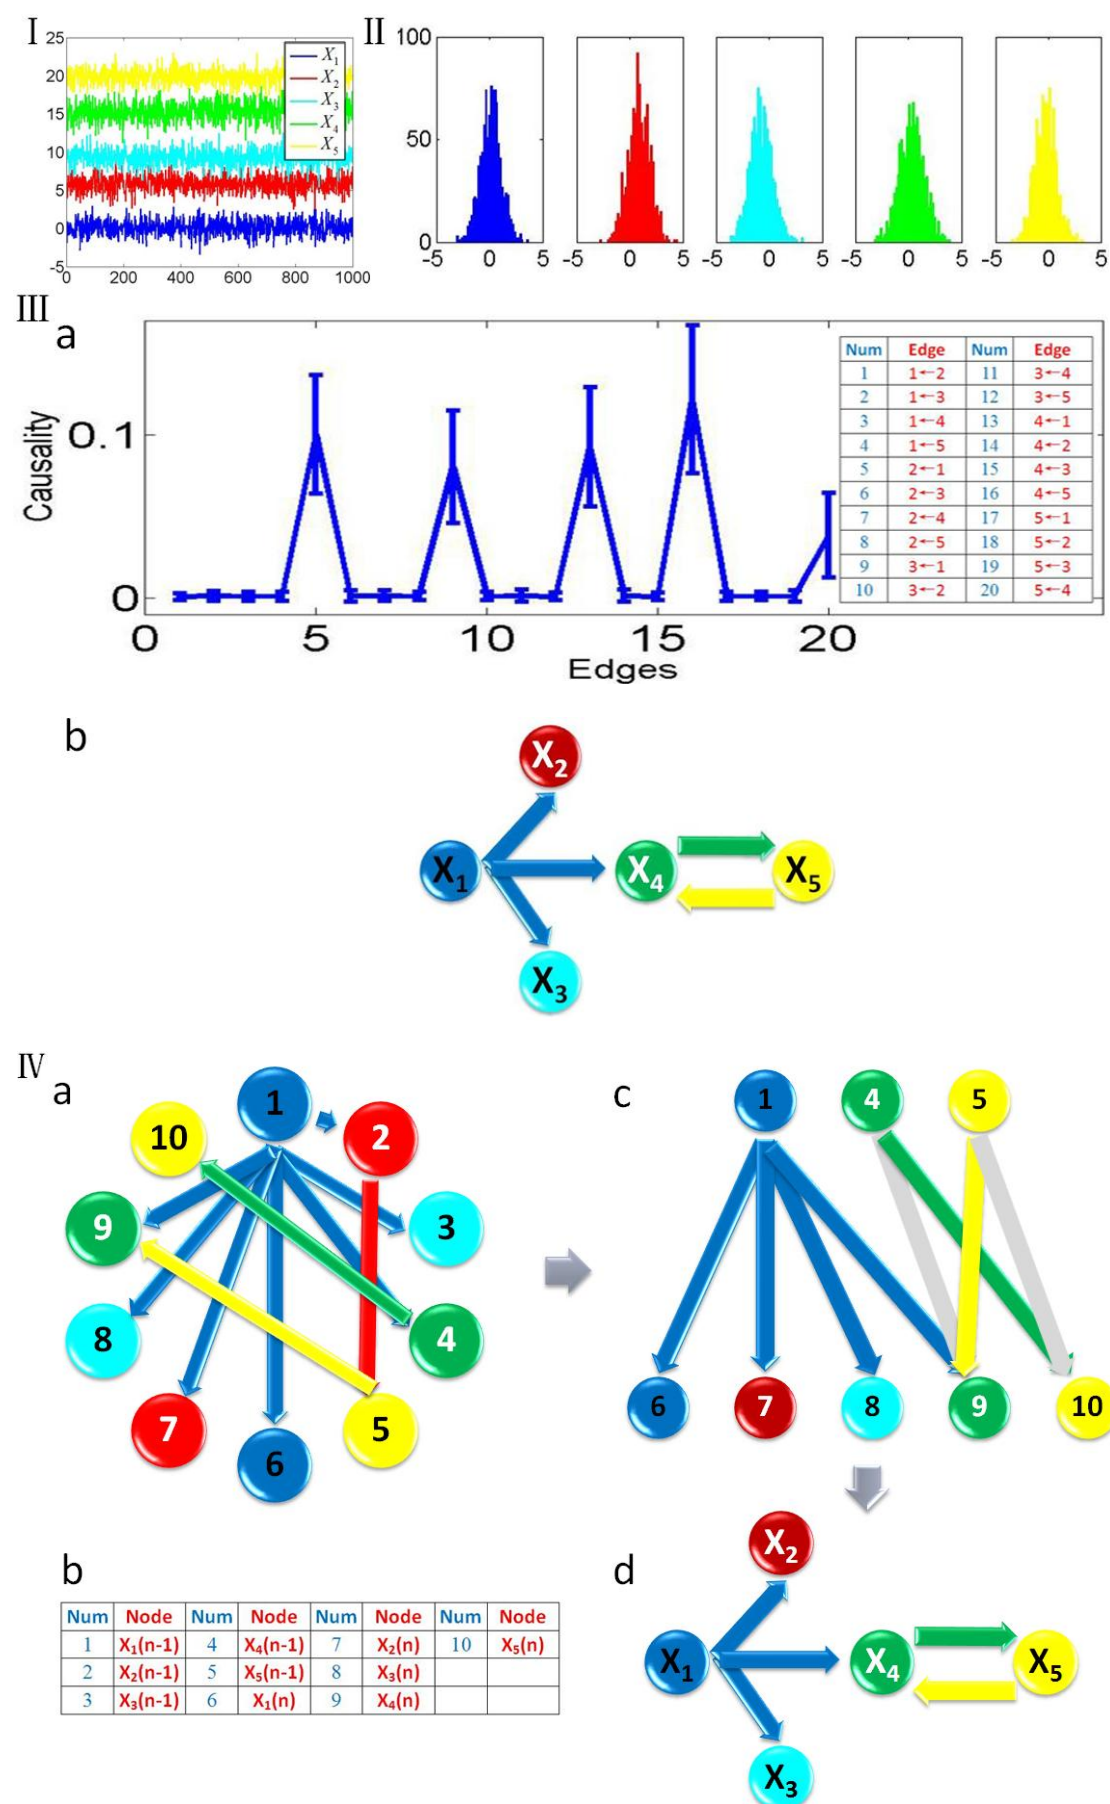 I
25
20
15
10
5
0
-5
0 200 400 600 800 1000
X1
X2
X3
X4
X5
II
100
50
0
-5 0 5
-5 0 5
-5 0 5
-5 0 5
-5 0 5
III
a
Causality
0.1
0
0 5 10 15 20
Edges
Num Edge Num Edge
1 1←2 11 3←4
2 1←3 12 3←5
3 1←4 13 4←1
4 1←5 14 4←2
5 2←1 15 4←3
6 2←3 16 4←5
7 2←4 17 5←1
8 2←5 18 5←2
9 3←1 19 5←3
10 3←2 20 5←4
b
X2
X1 X4 X5
X3
IV
a
1
10 2
9 3
8 4
7 5
6
c
1 4 5
6 7 8 9 10
b
Num Node Num Node Num Node Num Node
1 X1(n-1) 4 X4(n-1) 7 X2(n) 10 X5(n)
2 X2(n-1) 5 X5(n-1) 8 X3(n)
3 X3(n-1) 6 X1(n) 9 X4(n)
d
X2
X1 X4 X5
X3